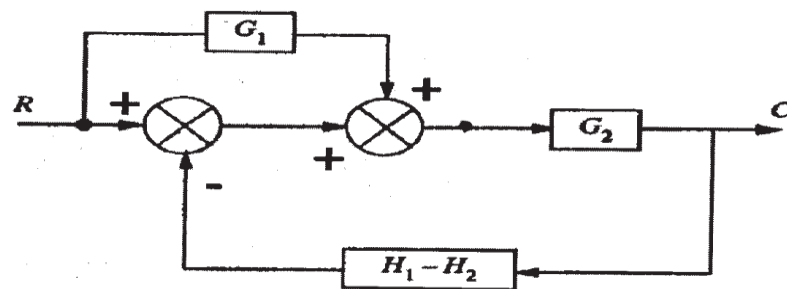 G₁
R + + C
+ G₂
-
H₁ – H₂